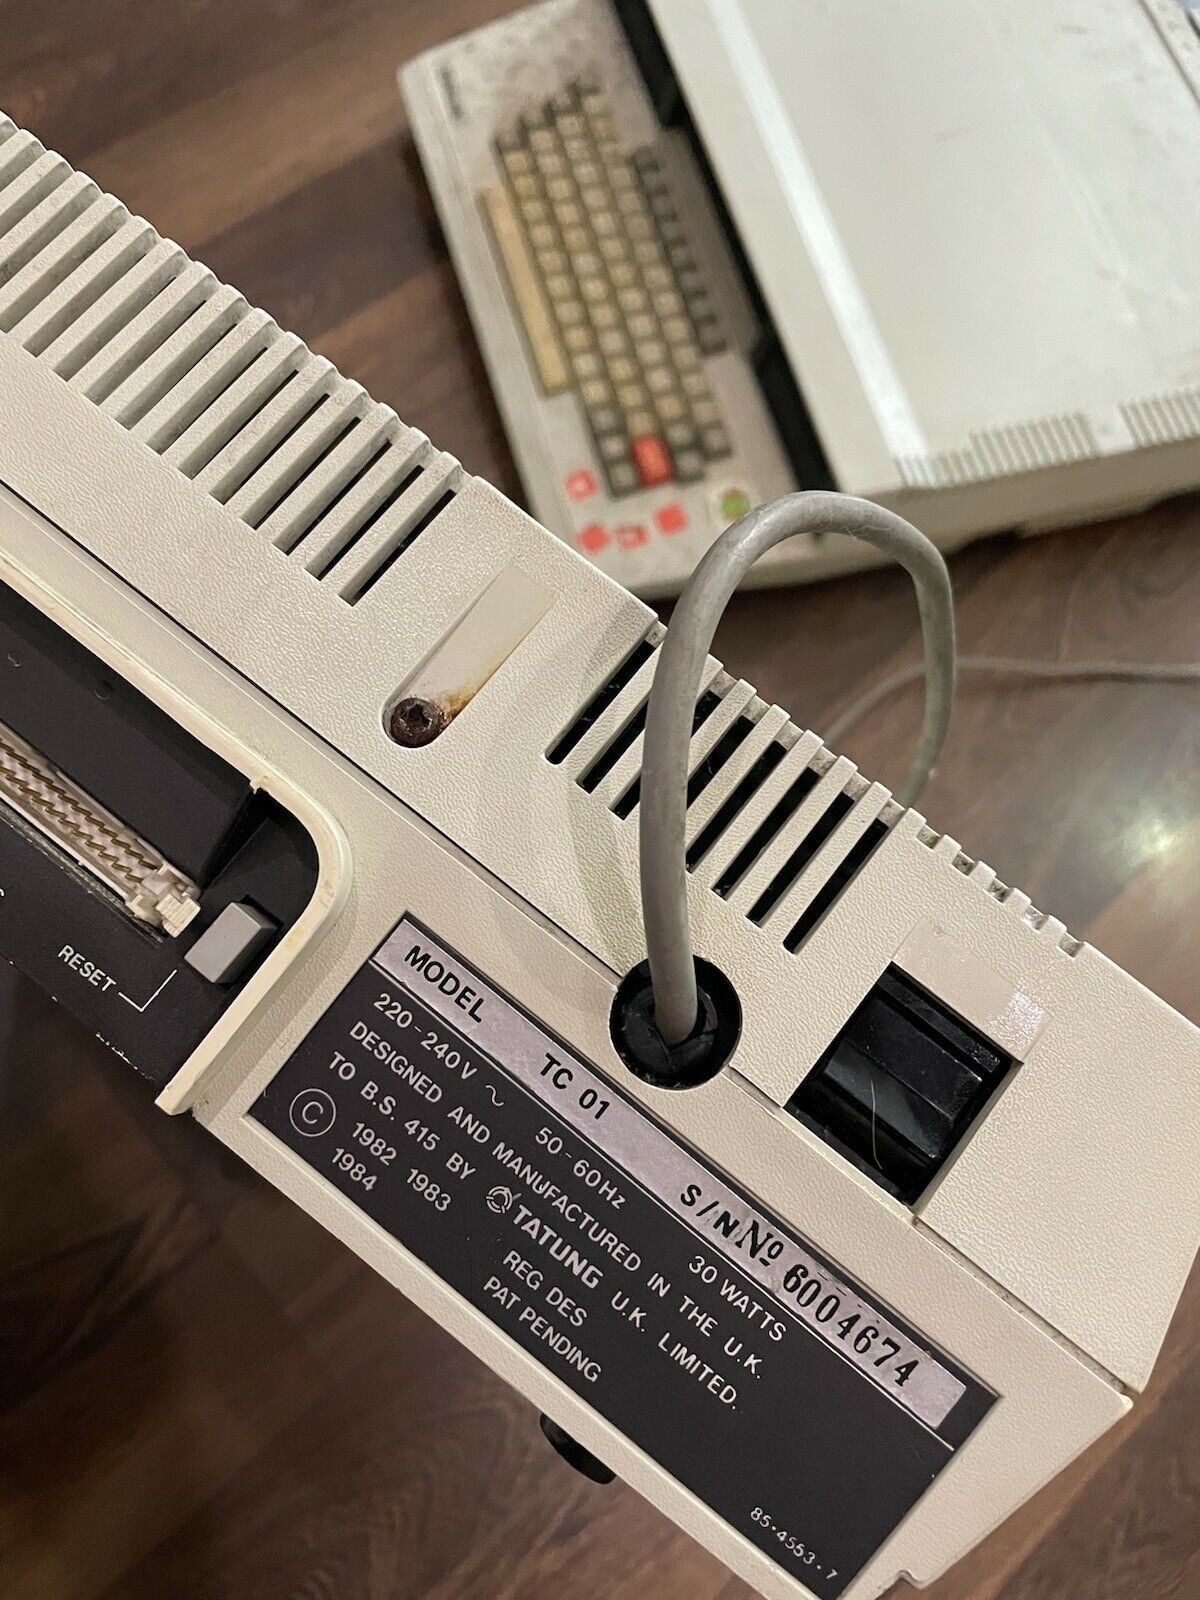 RESET
MODEL TC 01 S/N Nº 6004674
220-240V ~ 50-60Hz 30 WATTS
DESIGNED AND MANUFACTURED IN THE U.K.
TO B.S. 415 BY TATUNG U.K. LIMITED.
© 1982 1983 REG DES
1984 PAT PENDING
85.4553.7